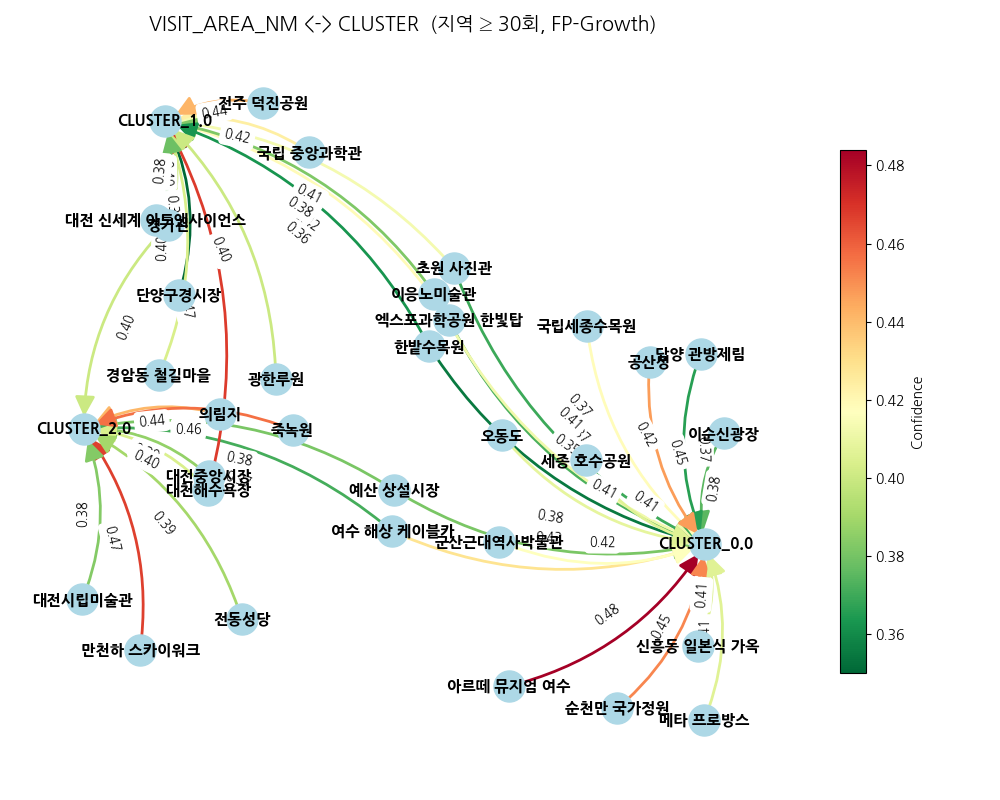 VISIT_AREA_NM <-> CLUSTER (지역 ≥ 30회, FP-Growth)
전주 덕진공원
0.44
CLUSTER_1.0
0.42
국립 중앙과학관
0.38
0.41
0.38
0.36
대전 신세계 아트앤사이언스
0.40
0.40
초원 사진관
단양구경시장
이응노미술관
엑스포과학공원 한빛탑
국립세종수목원
0.40
한밭수목원
단양 관방제림
공산성
경암동 철길마을
광한루원
0.37
의림지
0.44
0.41
CLUSTER_2.0
0.46
죽녹원
오동도
0.42
이순신광장
0.45
0.37
0.40
0.38
세종 호수공원
대전중앙시장
대천해수욕장
예산 상설시장
0.41
0.41
0.38
0.38
0.39
0.38
여수 해상 케이블카
0.47
군산근대역사박물관
0.42
CLUSTER_0.0
대전시립미술관
0.41
0.48
전동성당
0.45
만천하 스카이워크
신흥동 일본식 가옥
아르떼 뮤지엄 여수
순천만 국가정원
메타 프로방스
0.48
0.46
0.44
0.42
0.40
0.38
0.36
Confidence